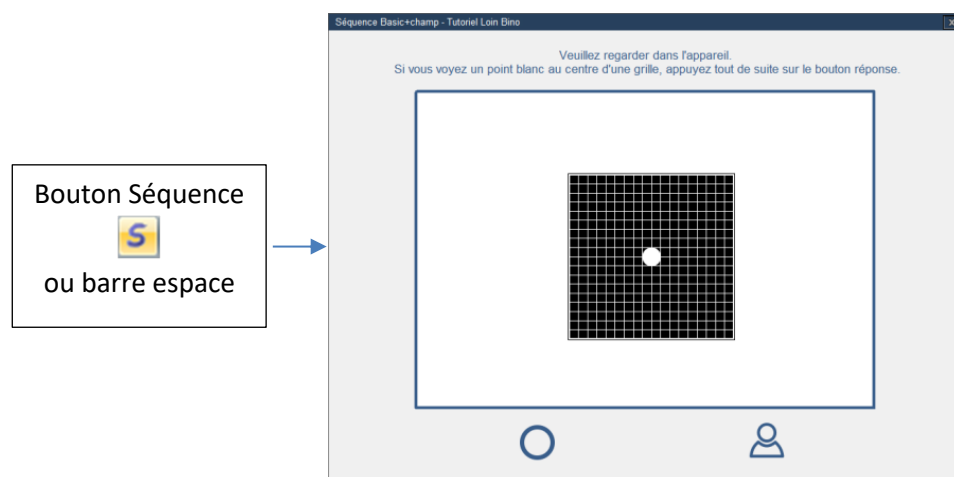 Séquence Basic+champ - Tutoriel Loin Bino
x
Veuillez regarder dans l'appareil.
Si vous voyez un point blanc au centre d'une grille, appuyez tout de suite sur le bouton réponse.
Bouton Séquence
S
ou barre espace